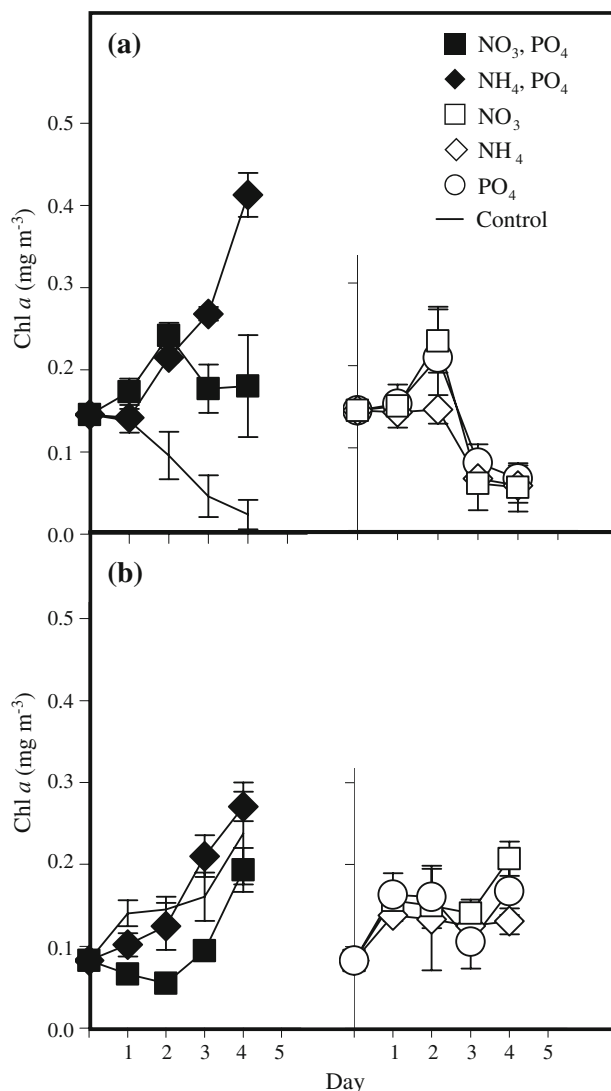 (a)
NO₃, PO₄
NH₄, PO₄
NO₃
NH₄
PO₄
Control
Chl a (mg m⁻³)
0.5
0.4
0.3
0.2
0.1
0.0
(b)
Chl a (mg m⁻³)
0.5
0.4
0.3
0.2
0.1
0.0
1 2 3 4 5 1 2 3 4 5
Day